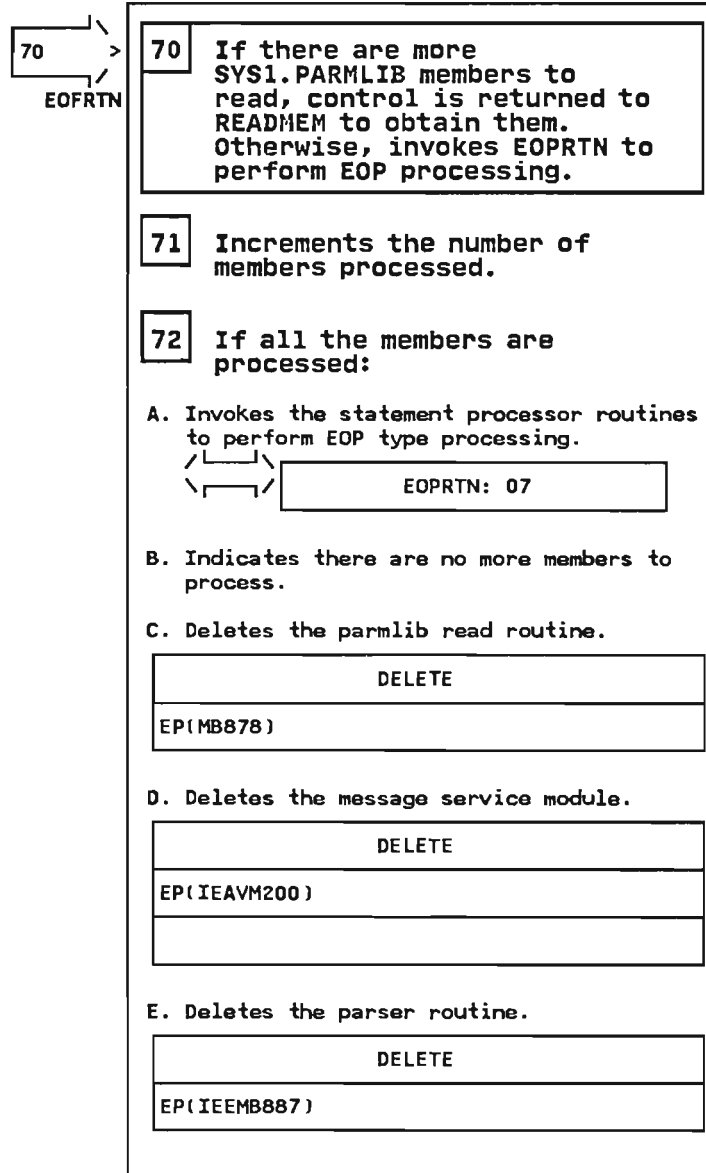 70 >
EOFRTN
70 If there are more
SYS1.PARMLIB members to
read, control is returned to
READMEM to obtain them.
Otherwise, invokes EOPRTN to
perform EOP processing.
71 Increments the number of
members processed.
72 If all the members are
processed:
A. Invokes the statement processor routines
to perform EOP type processing.
EOPRTN: 07
B. Indicates there are no more members to
process.
C. Deletes the parmlib read routine.
DELETE
EP(MB878)
D. Deletes the message service module.
DELETE
EP(IEAVM200)
E. Deletes the parser routine.
DELETE
EP(IEEMB887)